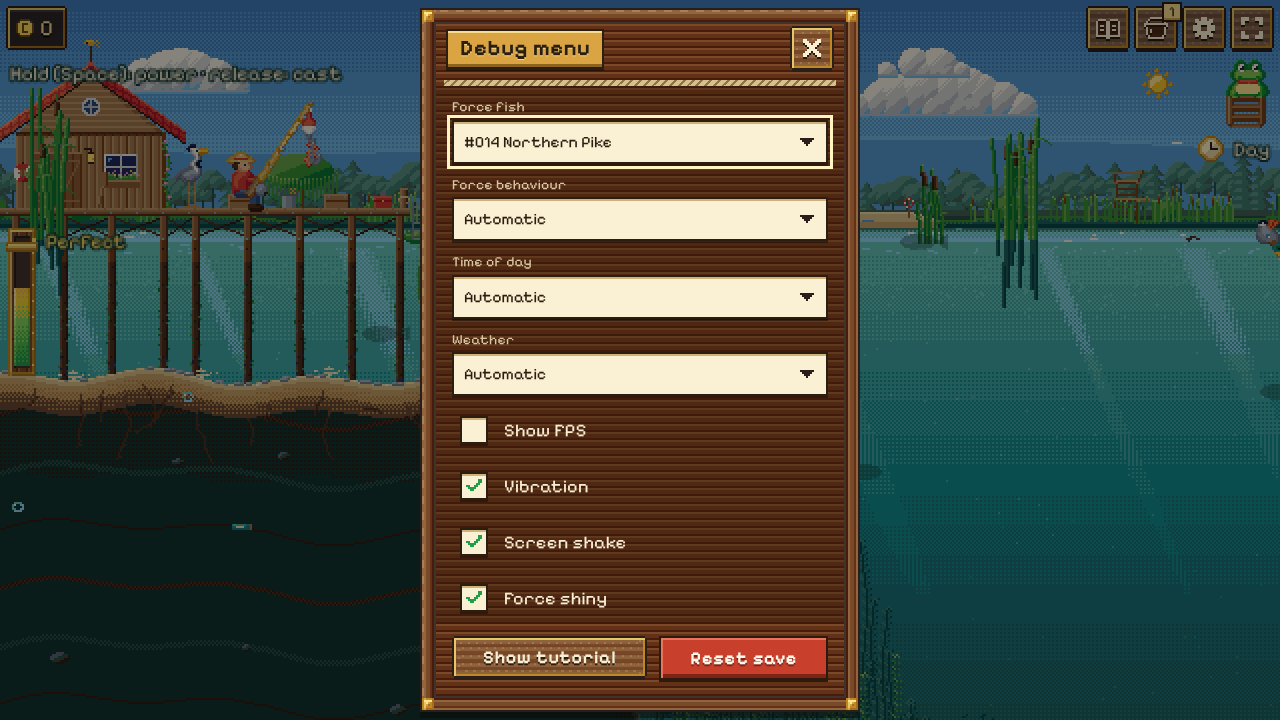 0
1
Debug menu
Hold (Space): power · release: cast
Force fish
#014 Northern Pike
Day
Force behaviour
Automatic
Perfect
Time of day
Automatic
Weather
Automatic
Show FPS
Vibration
Screen shake
Force shiny
Show tutorial
Reset save